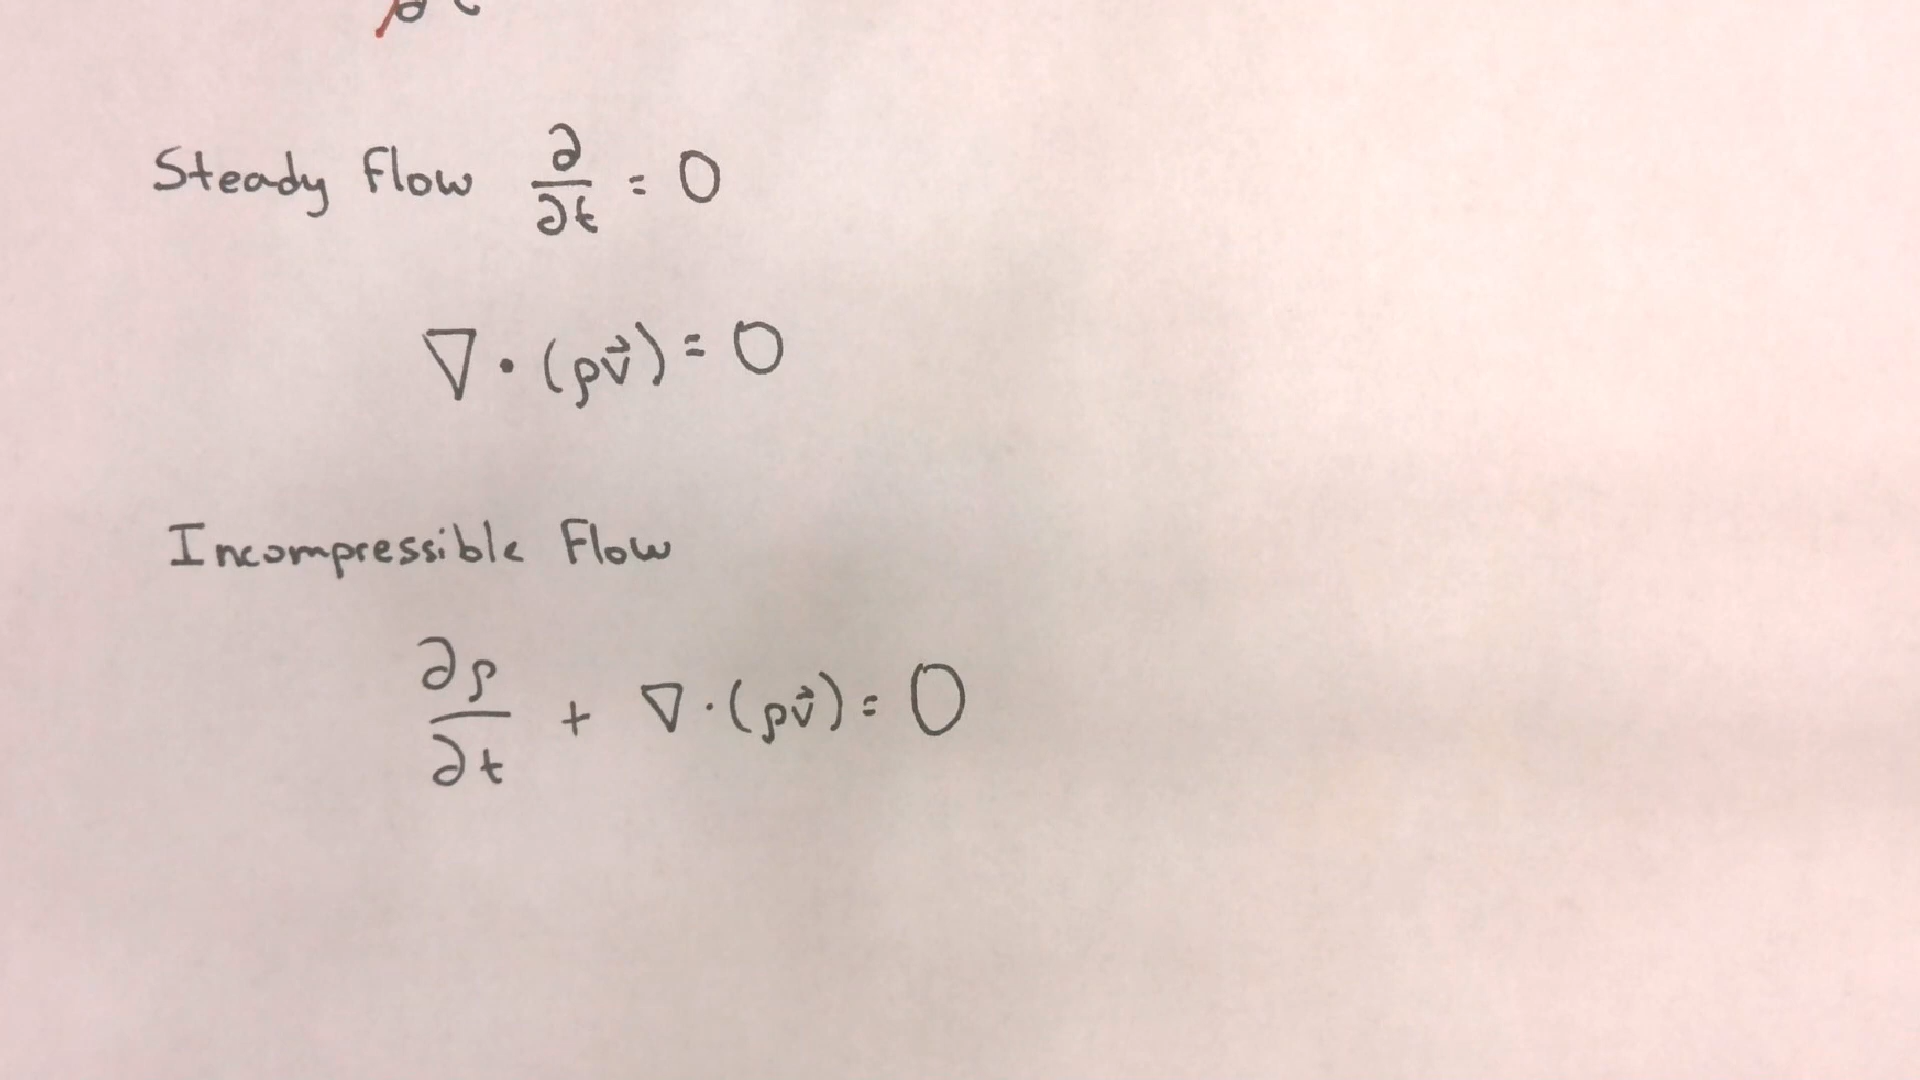 Steady Flow ∂/∂t = 0
∇ · (ρv⃗) = 0
Incompressible Flow
∂ρ/∂t + ∇ · (ρv⃗) = 0